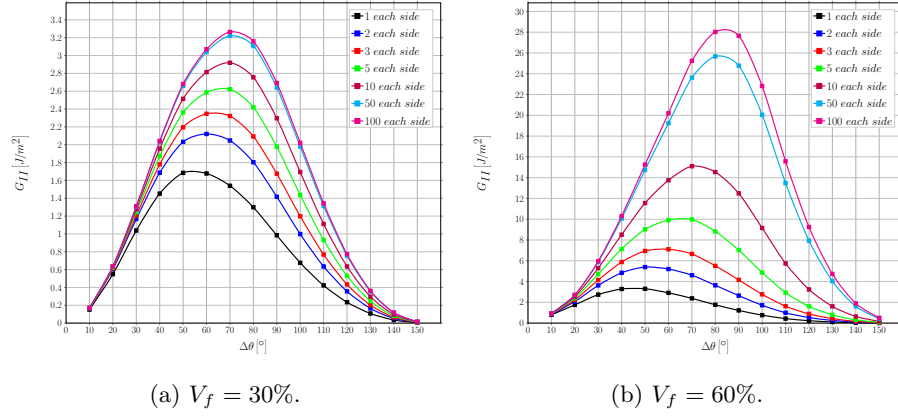 3.4
3.2
3
2.8
2.6
2.4
2.2
2
1.8
1.6
1.4
1.2
1
0.8
0.6
0.4
0.2
0
G_{II} [J/m^2]
10 20 30 40 50 60 70 80 90 100 110 120 130 140 150
Δθ [°]
1 each side
2 each side
3 each side
5 each side
10 each side
50 each side
100 each side
(a) V_f = 30%.
30
28
26
24
22
20
18
16
14
12
10
8
6
4
2
0
G_{II} [J/m^2]
10 20 30 40 50 60 70 80 90 100 110 120 130 140 150
Δθ [°]
1 each side
2 each side
3 each side
5 each side
10 each side
50 each side
100 each side
(b) V_f = 60%.